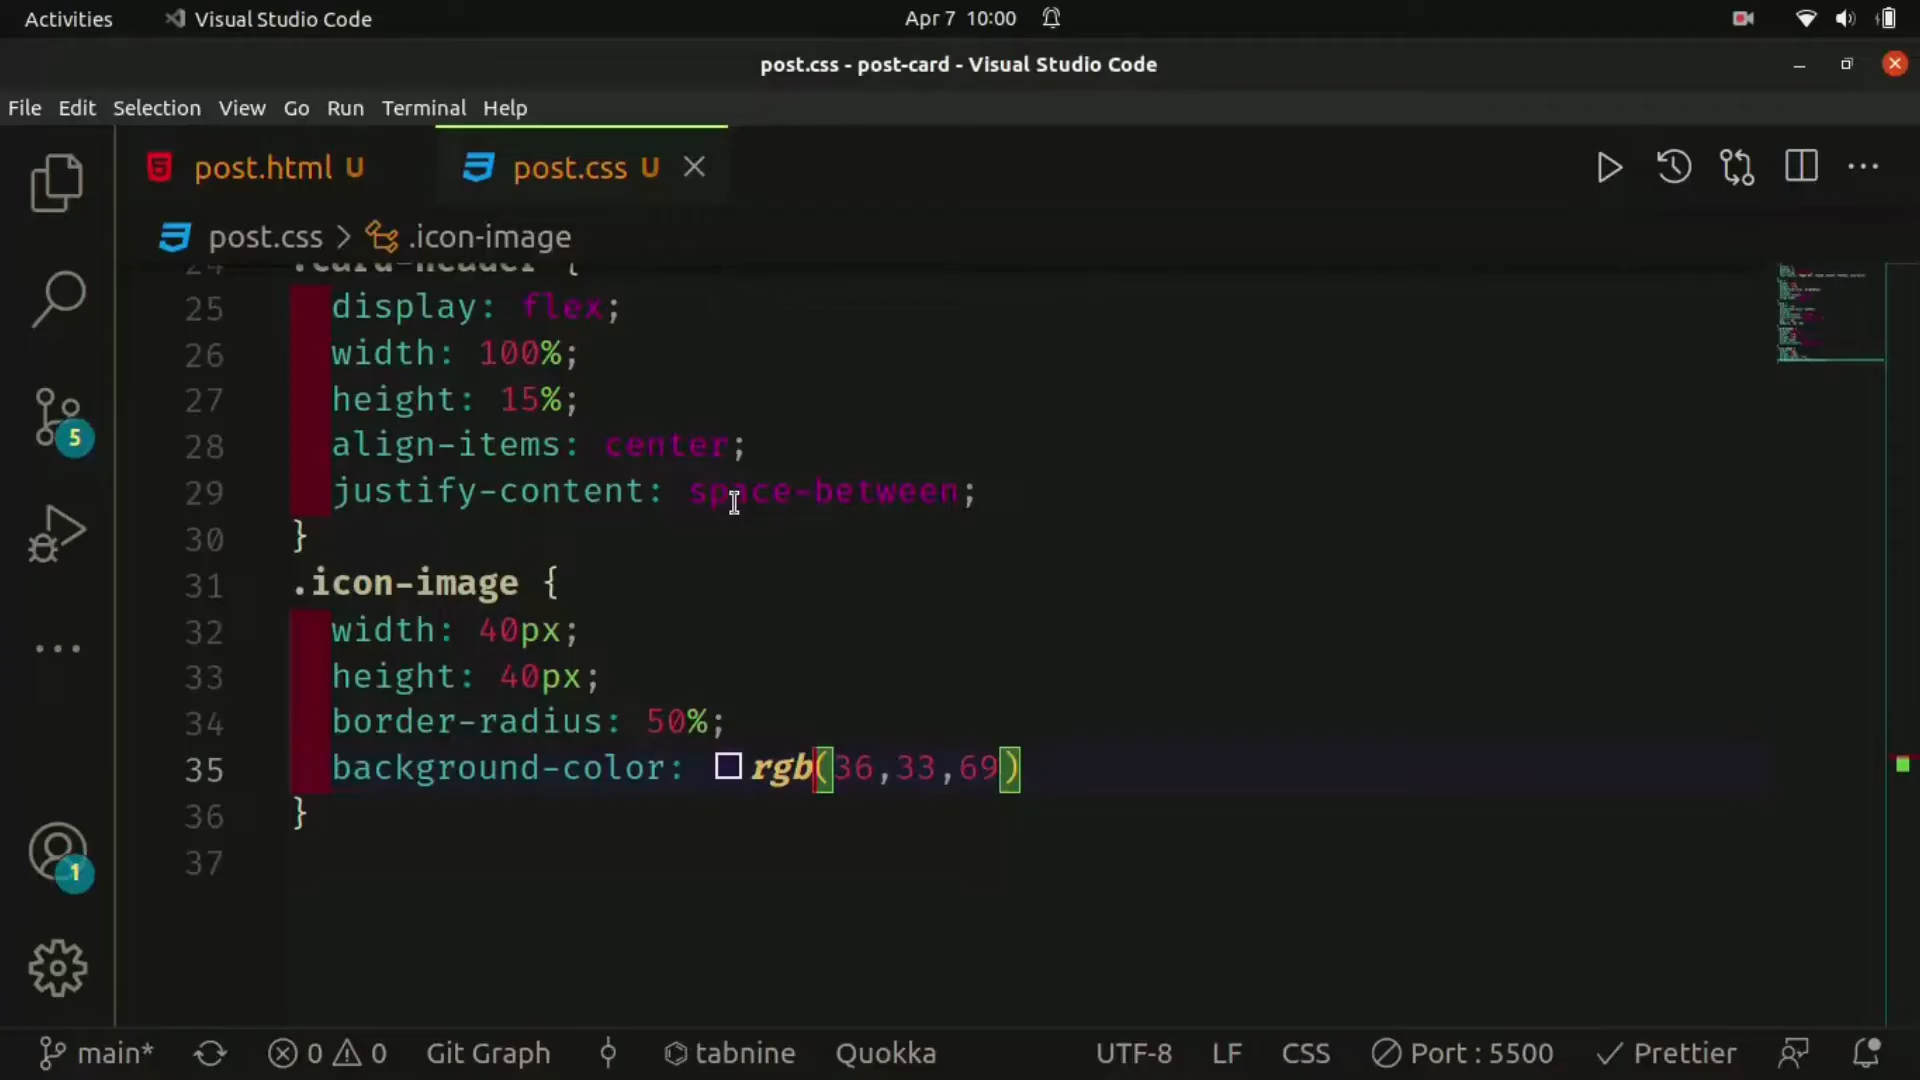 Activities Visual Studio Code Apr 7 10:00
post.css - post-card - Visual Studio Code
File Edit Selection View Go Run Terminal Help
post.html U post.css U
post.css > .icon-image
24 .card-header {
25 display: flex;
26 width: 100%;
27 height: 15%;
28 align-items: center;
29 justify-content: space-between;
30 }
31 .icon-image {
32 width: 40px;
33 height: 40px;
34 border-radius: 50%;
35 background-color: rgb(36,33,69)
36 }
37
5
1
main* 0 0 Git Graph tabnine Quokka UTF-8 LF CSS Port : 5500 Prettier